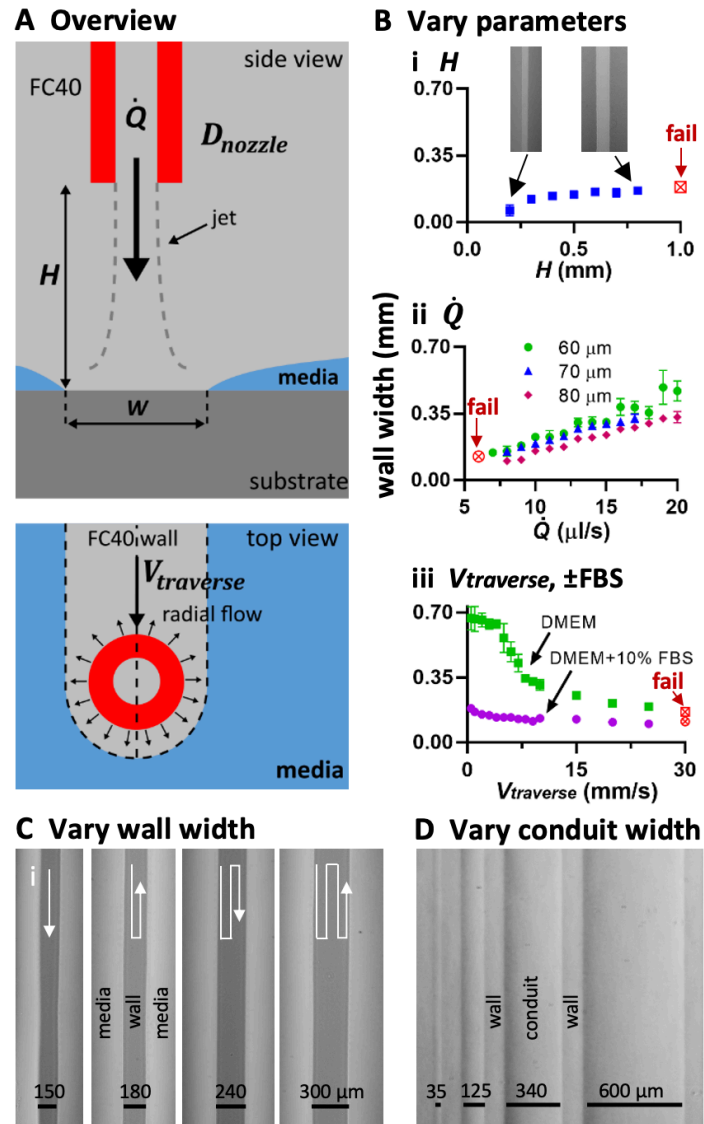 A Overview
side view
FC40
Q̇
Dnozzle
jet
H
media
W
substrate
FC40 wall
top view
Vtraverse
radial flow
media
B Vary parameters
i H
0.70
fail
0.35
0.00
0.0 0.5 1.0
H (mm)
wall width (mm)
ii Q̇
0.70
60 μm
70 μm
80 μm
fail
0.35
0.00
5 10 15 20
Q̇ (μl/s)
iii Vtraverse, ±FBS
0.70
DMEM
DMEM+10% FBS
0.35
fail
0.00
0 15 30
Vtraverse (mm/s)
C Vary wall width
i
media
wall
media
150 180 240 300 μm
D Vary conduit width
wall
conduit
wall
35 125 340 600 μm